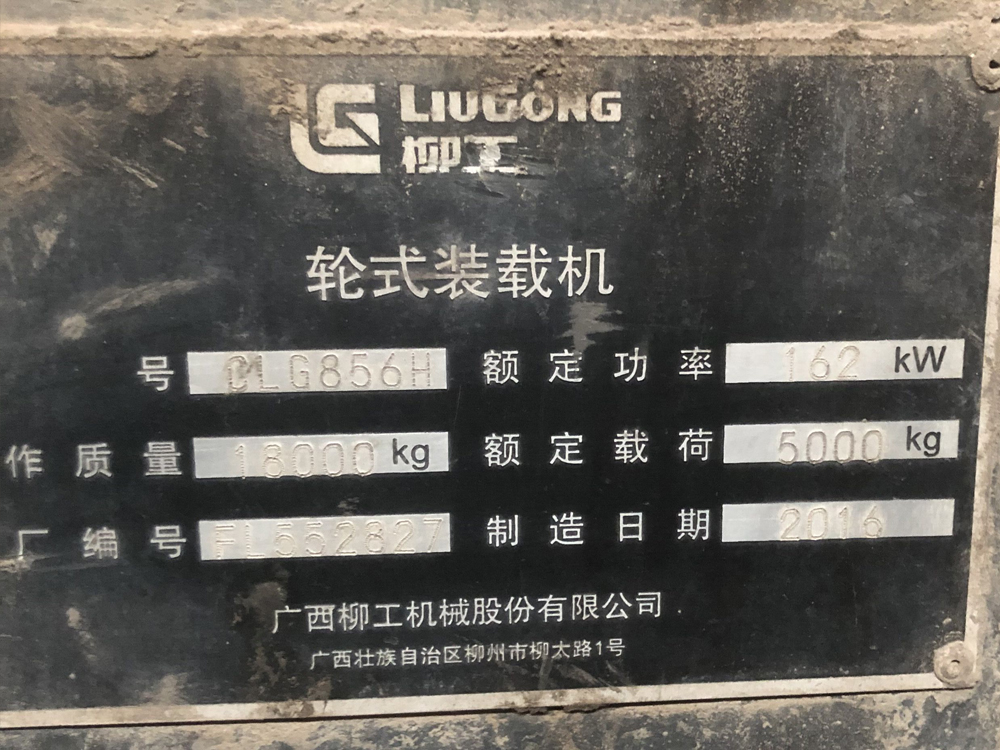 LIUGONG
柳工
轮式装载机
号 CLG856H 额定功率 162 kW
作质量 18000 kg 额定载荷 5000 kg
厂编号 FL552827 制造日期 2016
广西柳工机械股份有限公司
广西壮族自治区柳州市柳太路1号